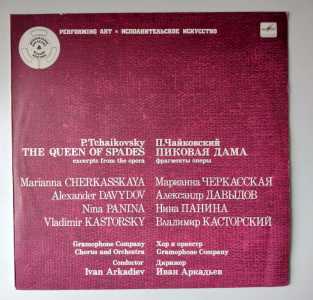 PERFORMING ART • ИСПОЛНИТЕЛЬСКОЕ ИСКУССТВО
P.Tchaikovsky
THE QUEEN OF SPADES
excerpts from the opera
П.Чайковский
ПИКОВАЯ ДАМА
фрагменты оперы
Marianna CHERKASSKAYA
Alexander DAVYDOV
Nina PANINA
Vladimir KASTORSKY
Марианна ЧЕРКАССКАЯ
Александр ДАВЫДОВ
Нина ПАНИНА
Владимир КАСТОРСКИЙ
Gramophone Company
Chorus and Orchestra
Хор и оркестр
Gramophone Company
Conductor
Ivan Arkadiev
Дирижер
Иван Аркадьев